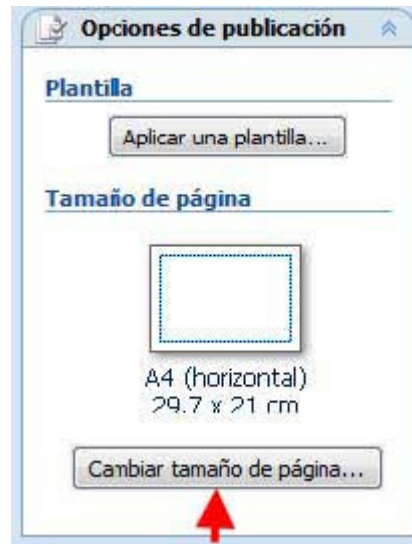 Opciones de publicación
Plantilla
Aplicar una plantilla...
Tamaño de página
A4 (horizontal)
29.7 x 21 cm
Cambiar tamaño de página...